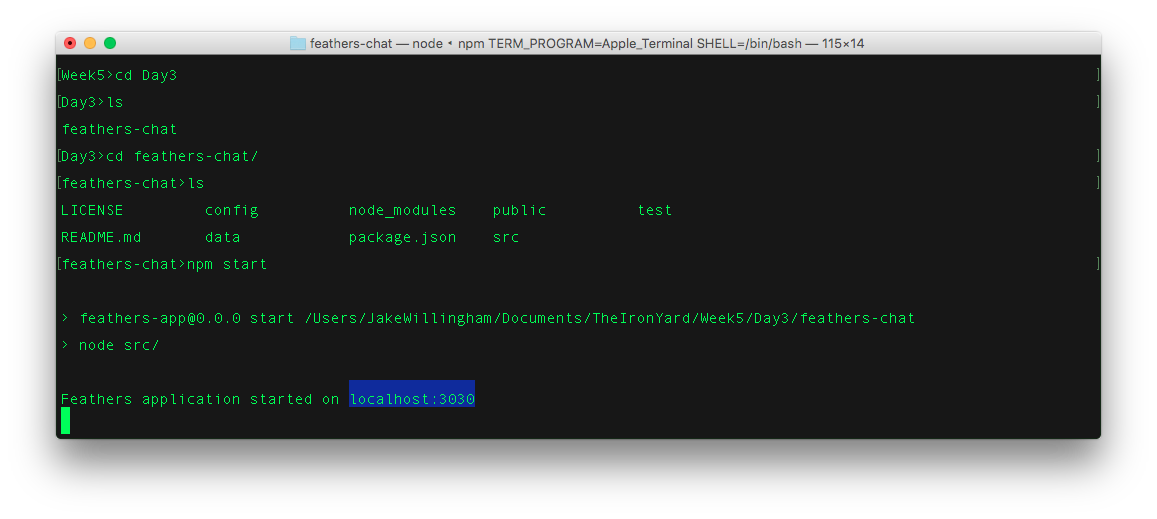 feathers-chat — node • npm TERM_PROGRAM=Apple_Terminal SHELL=/bin/bash — 115×14
[Week5>cd Day3 ]
[Day3>ls ]
feathers-chat
[Day3>cd feathers-chat/ ]
[feathers-chat>ls ]
LICENSE config node_modules public test
README.md data package.json src
[feathers-chat>npm start ]
> feathers-app@0.0.0 start /Users/JakeWillingham/Documents/TheIronYard/Week5/Day3/feathers-chat
> node src/
Feathers application started on localhost:3030